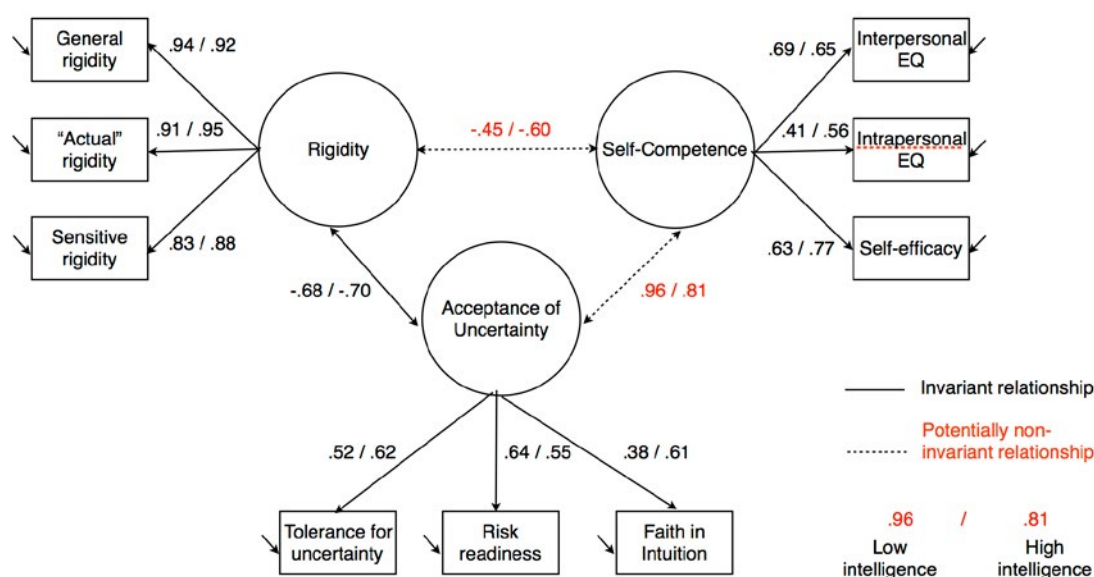 General
rigidity
.94 / .92
"Actual"
rigidity
.91 / .95
Sensitive
rigidity
.83 / .88
Rigidity
-.45 / -.60
Self-Competence
.69 / .65
Interpersonal
EQ
.41 / .56
Intrapersonal
EQ
.63 / .77
Self-efficacy
-.68 / -.70
Acceptance of
Uncertainty
.96 / .81
.52 / .62
.64 / .55
.38 / .61
Tolerance for
uncertainty
Risk
readiness
Faith in
Intuition
Invariant relationship
Potentially non-
invariant relationship
.96 / .81
Low
intelligence
High
intelligence